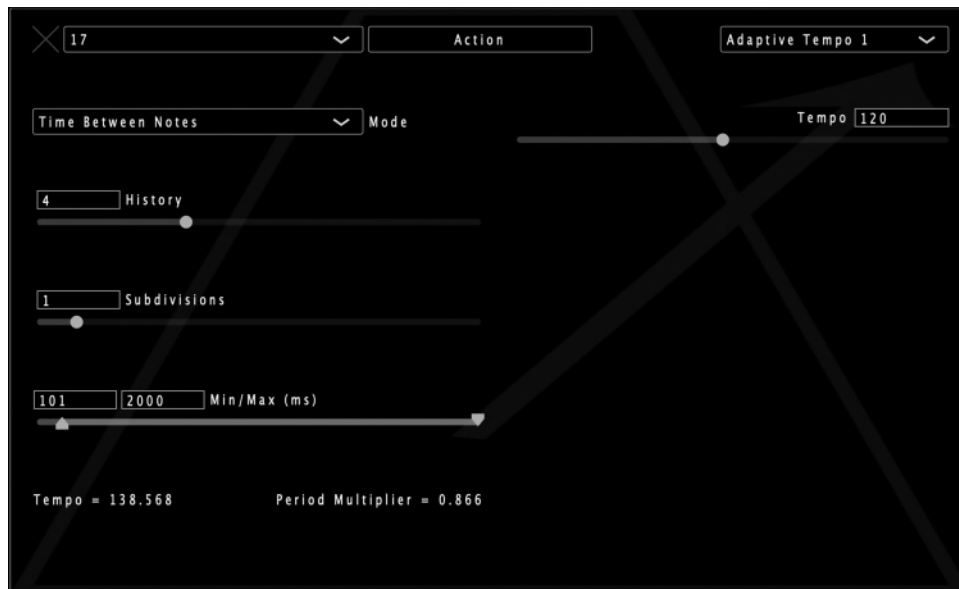 17 Action Adaptive Tempo 1
Time Between Notes Mode Tempo 120
4 History
1 Subdivisions
101 2000 Min/Max (ms)
Tempo = 138.568 Period Multiplier = 0.866